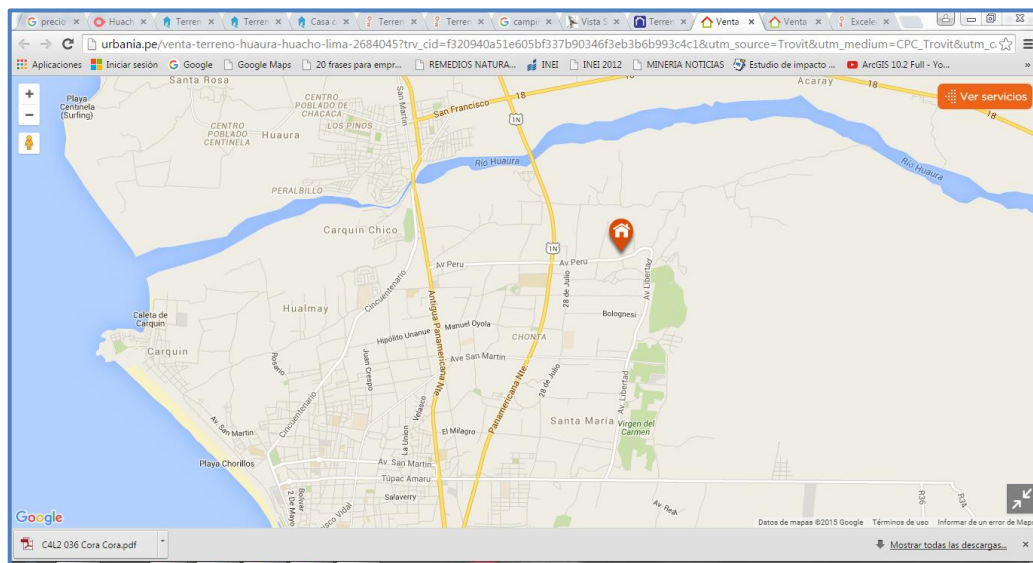 precio
Huach
Terren
Terren
Casa c
Terren
Terren
campi
Vista S
Terren
Venta
Venta
Excele
urbania.pe/venta-terreno-huaura-huacho-lima-2684045?trv_cid=f320940a51e605bf337b90346f3eb3b6b993c4c1&utm_source=Trovit&utm_medium=CPC_Trovit&utm_c
Aplicaciones Iniciar sesión Google Google Maps 20 frases para empr... REMEDIOS NATURA... INEI INEI 2012 MINERIA NOTICIAS Estudio de impacto ... ArcGIS 10.2 Full - Yo... »
Santa Rosa
Acaray
18
Ver servicios
18
Playa
Centinela
(Surfing)
CENTRO
POBLADO DE
CHACACA
San Martin
San Francisco
18
1N
CENTRO
POBLADO
CENTINELA
Huaura
LOS PINOS
Rio Huaura
Rio Huaura
PERALBILLO
Carquin Chico
1N
Av Peru
Av Peru
Cincuentenario
Antigua Panamericana Nte
28 de Julio
Av Libertad
Hualmay
Caleta de
Carquin
Bolognesi
Manuel Oyola
Hipolito Unanue
CHONTA
Carquin
Rosario
Juan Crespo
Ave San Martin
Panamericana Nte
28 de Julio
Av. Libertad
Velasco
La Union
Av. San Martin
Cincuentenario
El Milagro
Santa Maria
Virgen del
Carmen
Playa Chorillos
Av. San Martin
Tupac Amaru
2 De Mayo
Bolivar
Salaverry
Av. Real
R36
R34
Google
Datos de mapas ©2015 Google Términos de uso Informar de un error de Maps
C4L2 036 Cora Cora.pdf
Mostrar todas las descargas...